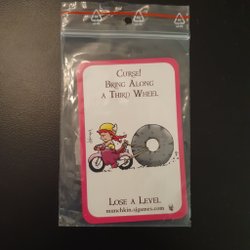 Curse!
Bring Along
a Third Wheel
Lose a Level
munchkin.sjgames.com